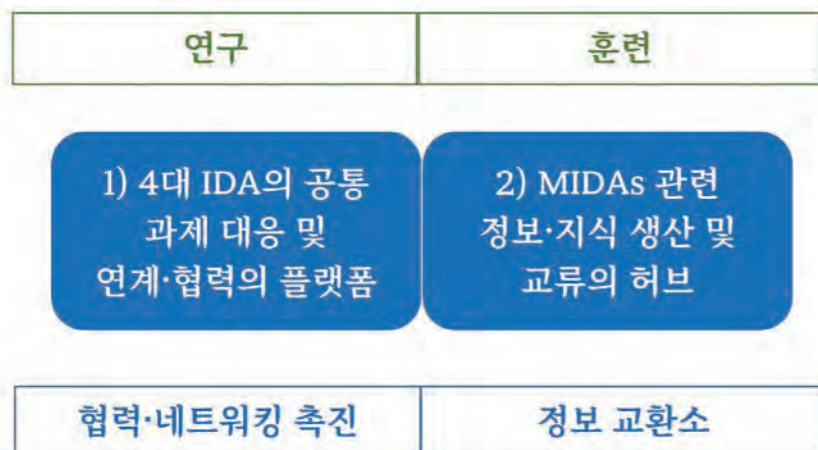 연구
훈련
1) 4대 IDA의 공통
과제 대응 및
연계·협력의 플랫폼
2) MIDAs 관련
정보·지식 생산 및
교류의 허브
협력·네트워킹 촉진
정보 교환소